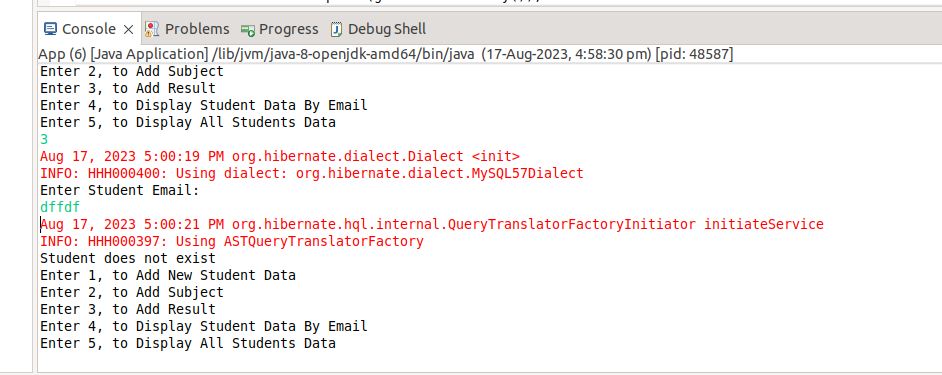 Console
Problems
Progress
Debug Shell
App (6) [Java Application] /lib/jvm/java-8-openjdk-amd64/bin/java (17-Aug-2023, 4:58:30 pm) [pid: 48587]
Enter 2, to Add Subject
Enter 3, to Add Result
Enter 4, to Display Student Data By Email
Enter 5, to Display All Students Data
3
Aug 17, 2023 5:00:19 PM org.hibernate.dialect.Dialect <init>
INFO: HHH000400: Using dialect: org.hibernate.dialect.MySQL57Dialect
Enter Student Email:
dffdf
Aug 17, 2023 5:00:21 PM org.hibernate.hql.internal.QueryTranslatorFactoryInitiator initiateService
INFO: HHH000397: Using ASTQueryTranslatorFactory
Student does not exist
Enter 1, to Add New Student Data
Enter 2, to Add Subject
Enter 3, to Add Result
Enter 4, to Display Student Data By Email
Enter 5, to Display All Students Data